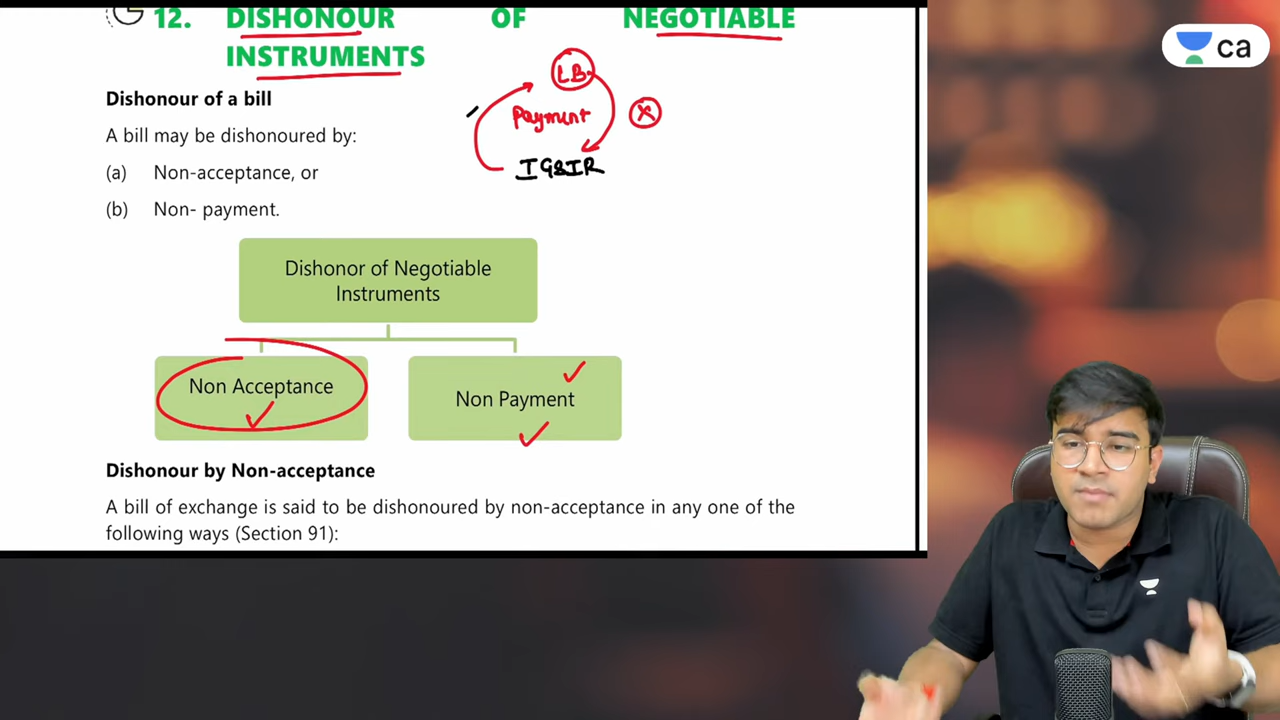 12. DISHONOUR OF NEGOTIABLE
INSTRUMENTS
ca
LB
Payment
X
IG&IR
Dishonour of a bill
A bill may be dishonoured by:
(a) Non-acceptance, or
(b) Non- payment.
Dishonor of Negotiable
Instruments
Non Acceptance
Non Payment
Dishonour by Non-acceptance
A bill of exchange is said to be dishonoured by non-acceptance in any one of the
following ways (Section 91):